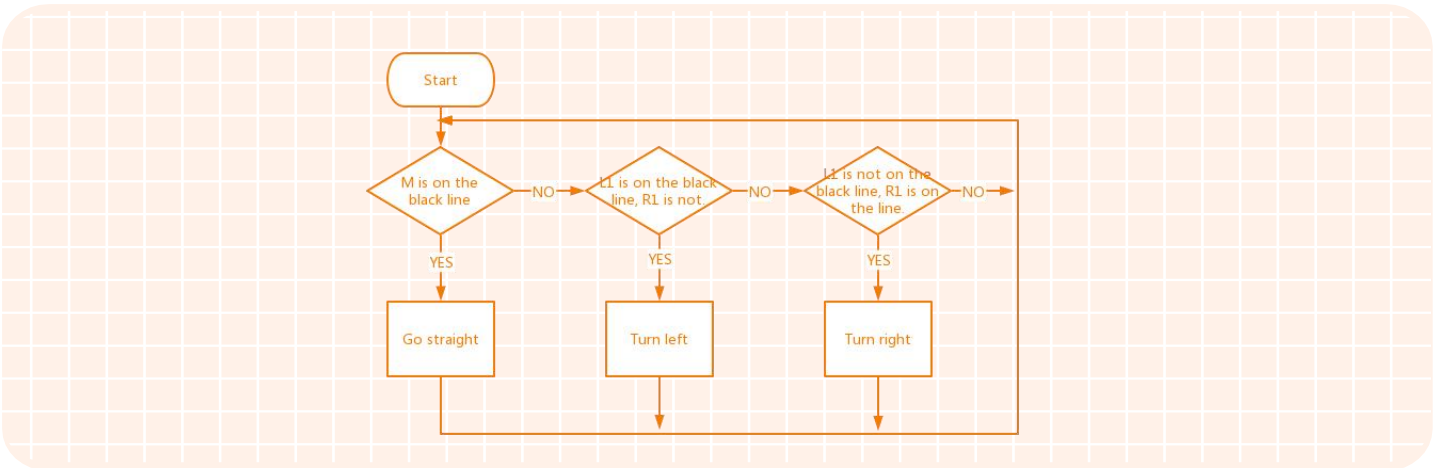 Start
M is on the
black line
NO
L1 is on the black
line, R1 is not.
NO
L1 is not on the
black line, R1 is on
the line.
NO
YES
YES
YES
Go straight
Turn left
Turn right